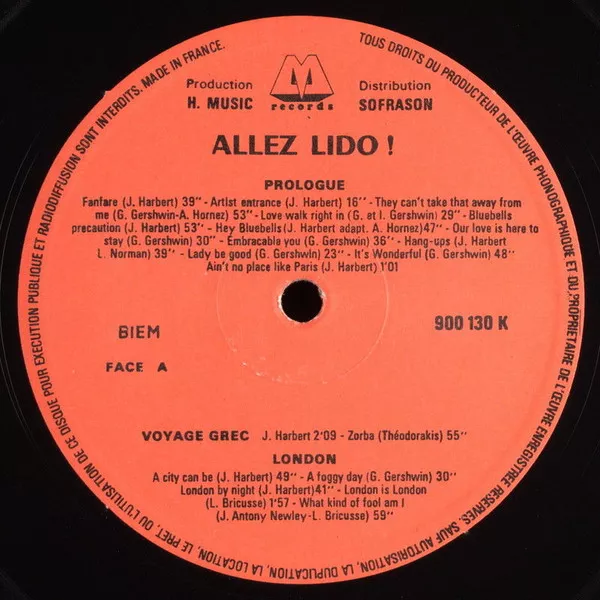 TOUS DROITS DU PRODUCTEUR DE L'ŒUVRE PHONOGRAPHIQUE ET DU PROPRIETAIRE DE L'ŒUVRE ENREGISTREE RESERVES. SAUF AUTORISATION, LA DUPLICATION, LA LOCATION, LE PRET, OU L'UTILISATION DE CE DISQUE POUR EXECUTION PUBLIQUE ET RADIODIFFUSION SONT INTERDITS. MADE IN FRANCE.
Production
H. MUSIC
M
records
Distribution
SOFRASON
ALLEZ LIDO !
PROLOGUE
Fanfare (J. Harbert) 39" - Artist entrance (J. Harbert) 16" - They can't take that away from
me (G. Gershwin-A. Hornez) 53" - Love walk right in (G. et I. Gershwin) 29" - Bluebells
precaution (J. Harbert) 53" - Hey Bluebells (J. Harbert adapt. A. Hornez) 47" - Our love is here to
stay (G. Gershwin) 30" - Embracable you (G. Gershwin) 36" - Hang-ups (J. Harbert
L. Norman) 39" - Lady be good (G. Gershwin) 23" - It's Wonderful (G. Gershwin) 48"
Ain't no place like Paris (J. Harbert) 1'01
BIEM
900 130 K
FACE A
VOYAGE GREC J. Harbert 2'09 - Zorba (Théodorakis) 55"
LONDON
A city can be (J. Harbert) 49" - A foggy day (G. Gershwin) 30"
London by night (J. Harbert) 41" - London is London
(L. Bricusse) 1'57 - What kind of fool am I
(J. Antony Newley-L. Bricusse) 59"